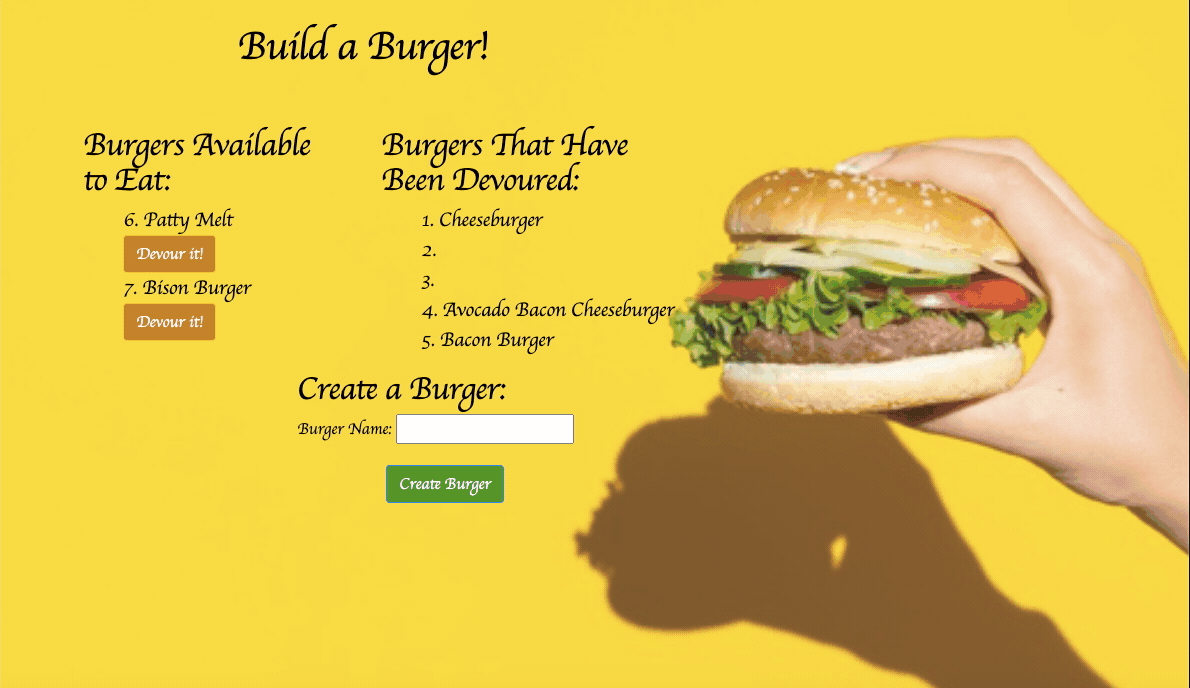 Build a Burger!
Burgers Available
to Eat:
6. Patty Melt
Devour it!
7. Bison Burger
Devour it!
Burgers That Have
Been Devoured:
1. Cheeseburger
2.
3.
4. Avocado Bacon Cheeseburger
5. Bacon Burger
Create a Burger:
Burger Name:
Create Burger